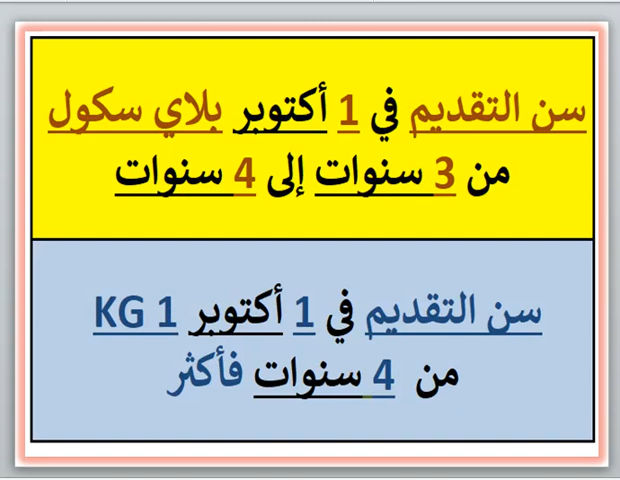 سن التقديم في 1 أكتوبر بلاي سكول
من 3 سنوات إلى 4 سنوات
سن التقديم في 1 أكتوبر KG 1
من 4 سنوات فأكثر